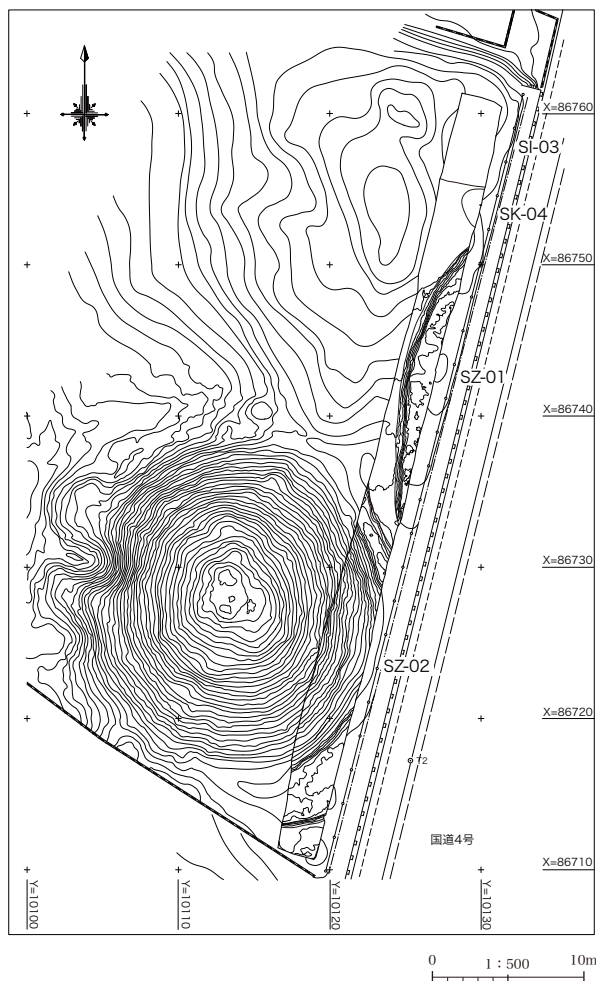 X=86760
SI-03
SK-04
X=86750
SZ-01
X=86740
X=86730
SZ-02
X=86720
T2
国道4号
X=86710
Y=10100
Y=10110
Y=10120
Y=10130
0 1：500 10m